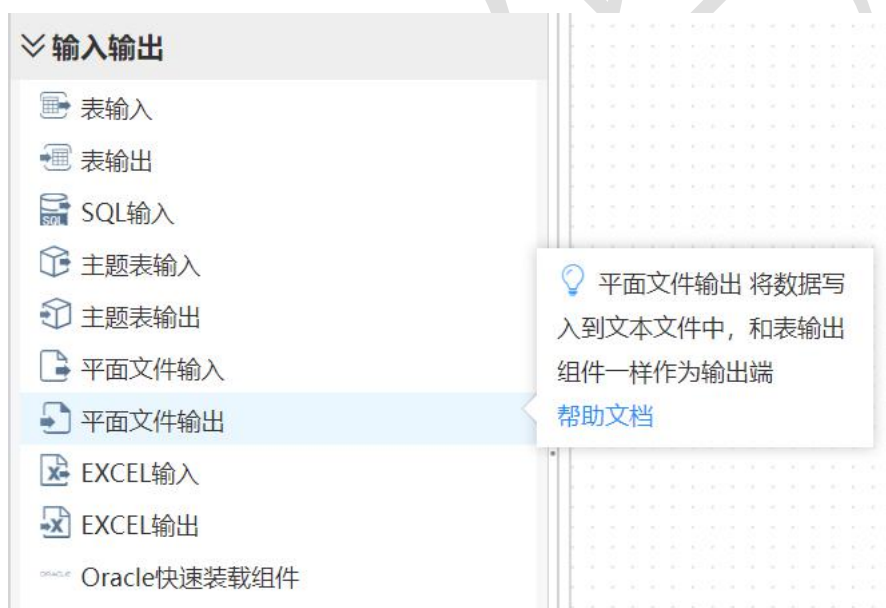 输入输出
表输入
表输出
SQL输入
主题表输入
主题表输出
平面文件输入
平面文件输出
EXCEL输入
EXCEL输出
Oracle快速装载组件
平面文件输出 将数据写
入到文本文件中，和表输出
组件一样作为输出端
帮助文档